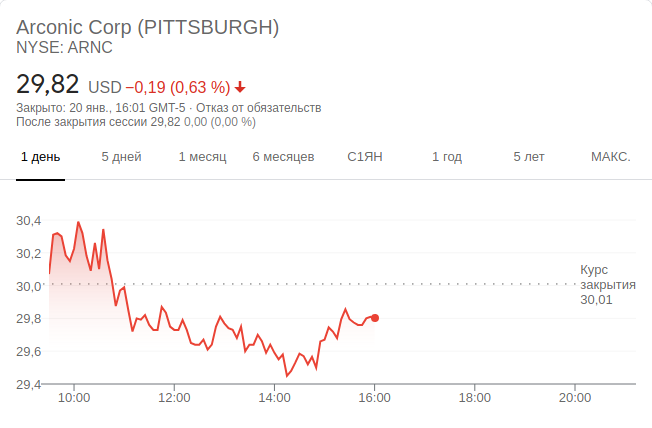 Arconic Corp (PITTSBURGH)
NYSE: ARNC
29,82 USD −0,19 (0,63 %)
Закрыто: 20 янв., 16:01 GMT-5 · Отказ от обязательств
После закрытия сессии 29,82 0,00 (0,00 %)
1 день 5 дней 1 месяц 6 месяцев С1ЯН 1 год 5 лет МАКС.
30,4
30,2
30,0
29,8
29,6
29,4
Курс
закрытия
30,01
10:00 12:00 14:00 16:00 18:00 20:00